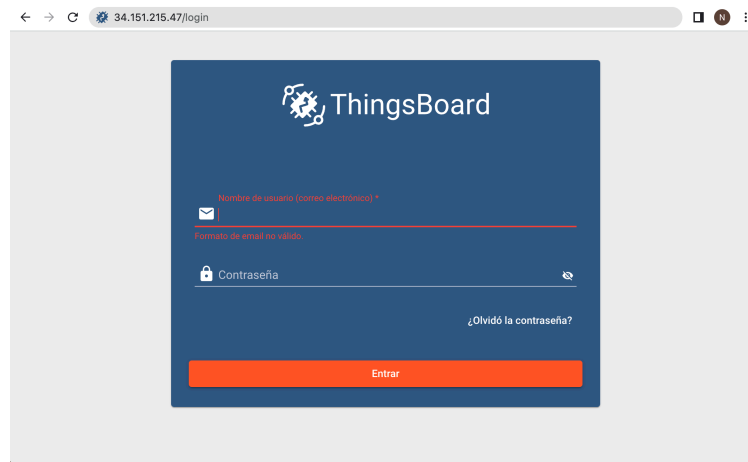 34.151.215.47/login
N
ThingsBoard
Nombre de usuario (correo electrónico) *
Formato de email no válido.
Contraseña
¿Olvidó la contraseña?
Entrar